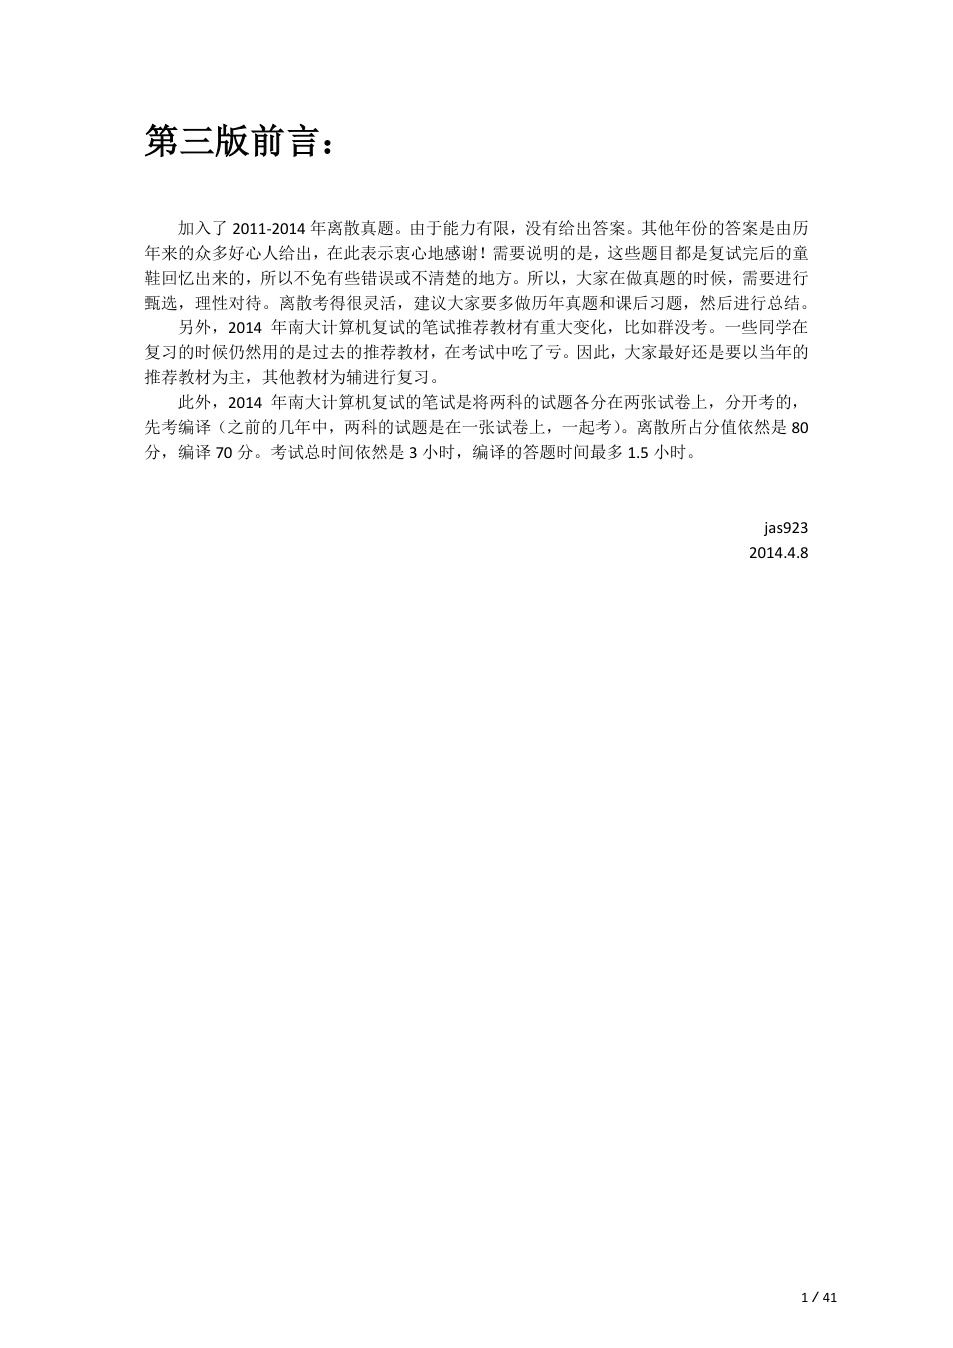 第三版前言：
加入了 2011-2014 年离散真题。由于能力有限，没有给出答案。其他年份的答案是由历
年来的众多好心人给出，在此表示衷心地感谢！需要说明的是，这些题目都是复试完后的童
鞋回忆出来的，所以不免有些错误或不清楚的地方。所以，大家在做真题的时候，需要进行
甄选，理性对待。离散考得很灵活，建议大家要多做历年真题和课后习题，然后进行总结。
另外，2014 年南大计算机复试的笔试推荐教材有重大变化，比如群没考。一些同学在
复习的时候仍然用的是过去的推荐教材，在考试中吃了亏。因此，大家最好还是要以当年的
推荐教材为主，其他教材为辅进行复习。
此外，2014 年南大计算机复试的笔试是将两科的试题各分在两张试卷上，分开考的，
先考编译（之前的几年中，两科的试题是在一张试卷上，一起考）。离散所占分值依然是 80
分，编译 70 分。考试总时间依然是 3 小时，编译的答题时间最多 1.5 小时。
jas923
2014.4.8
1 / 41